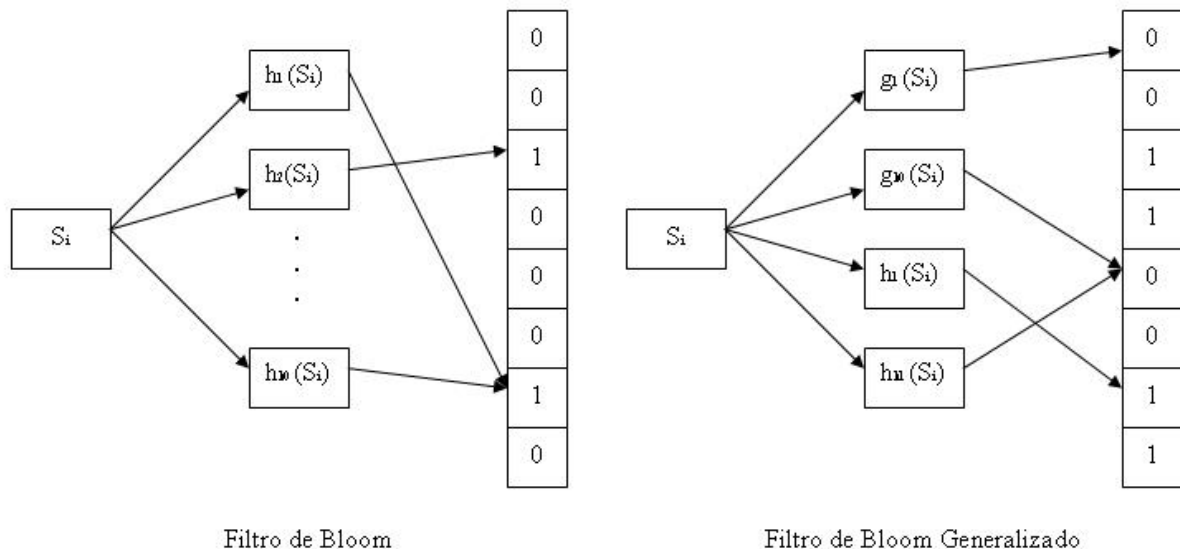 Sᵢ
h₁ (Sᵢ)
h₂(Sᵢ)
.
.
.
h₁₀ (Sᵢ)
0
0
1
0
0
0
1
0
Filtro de Bloom
Sᵢ
g₁ (Sᵢ)
g₁₀ (Sᵢ)
h₁ (Sᵢ)
h₁₁ (Sᵢ)
0
0
1
1
0
0
1
1
Filtro de Bloom Generalizado